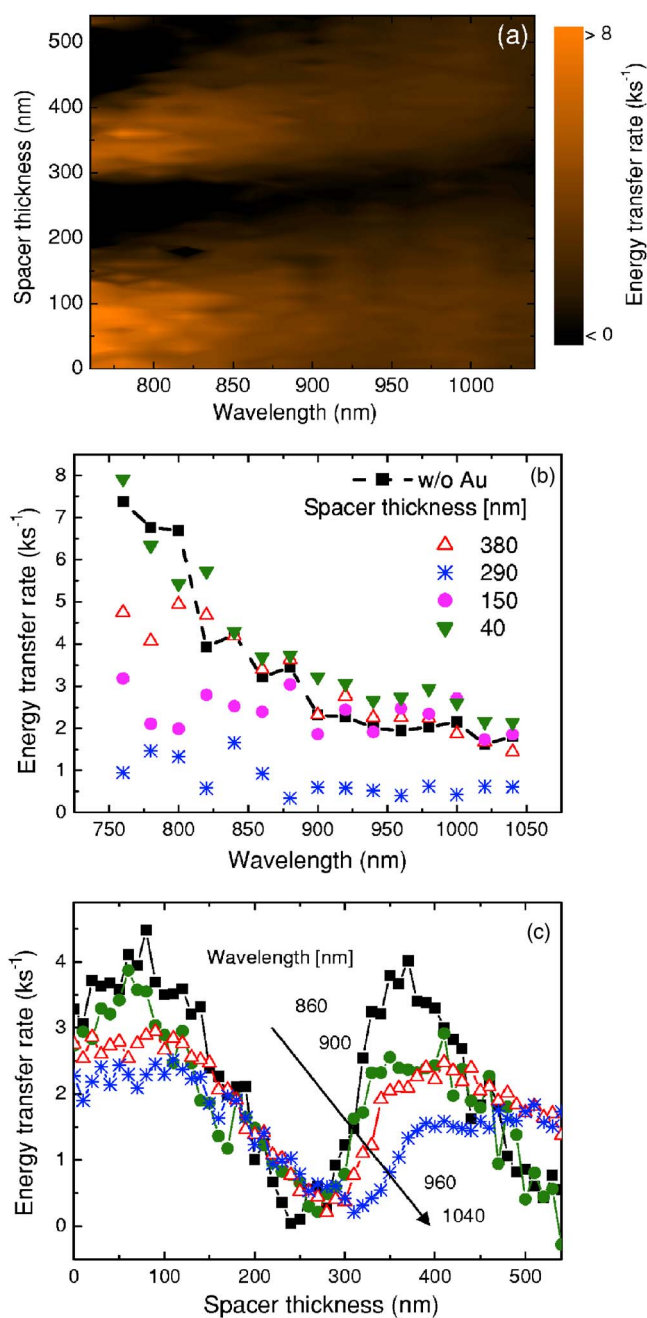 (a)
500
400
300
200
100
0
Spacer thickness (nm)
800 850 900 950 1000
Wavelength (nm)
> 8
< 0
Energy transfer rate (ks-1)
(b)
w/o Au
Spacer thickness [nm]
380
290
150
40
8
7
6
5
4
3
2
1
0
Energy transfer rate (ks-1)
750 800 850 900 950 1000 1050
Wavelength (nm)
(c)
Wavelength [nm]
860
900
960
1040
4
3
2
1
0
Energy transfer rate (ks-1)
0 100 200 300 400 500
Spacer thickness (nm)